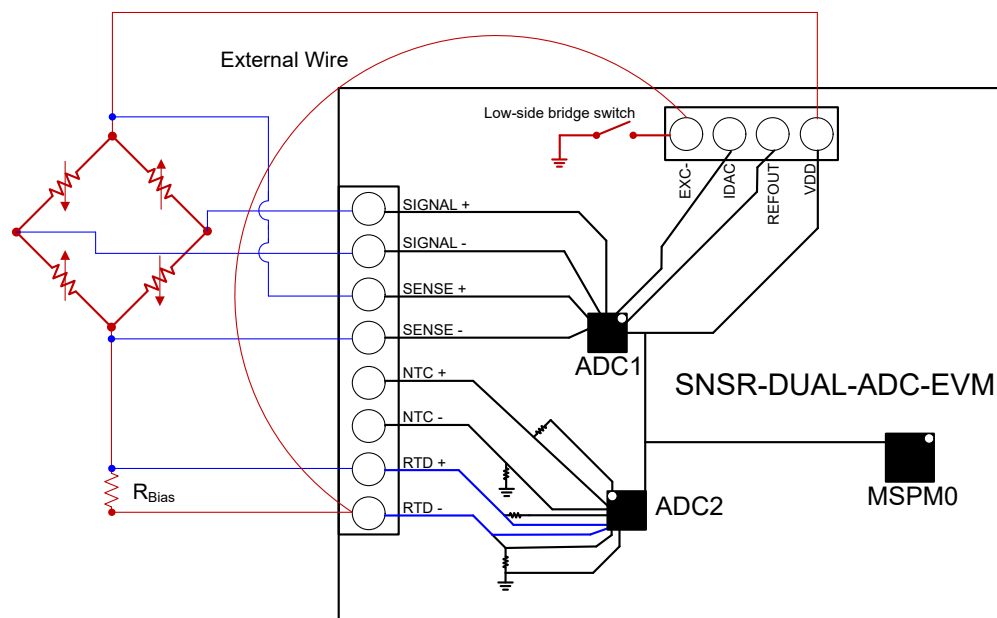 External Wire
Low-side bridge switch
EXC-
IDAC
REFOUT
VDD
SIGNAL +
SIGNAL -
SENSE +
SENSE -
NTC +
NTC -
RTD +
RTD -
ADC1
SNSR-DUAL-ADC-EVM
ADC2
MSPM0
RBias